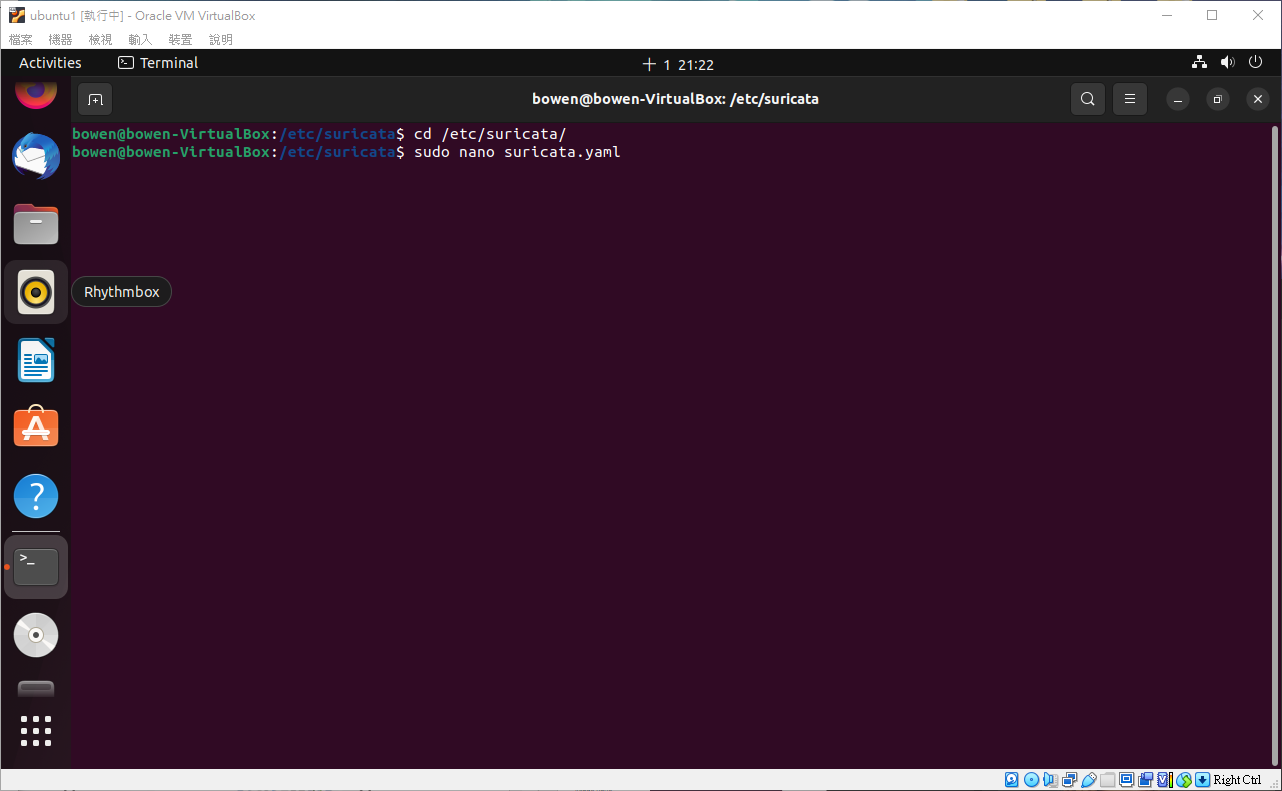 ubuntu1 [執行中] - Oracle VM VirtualBox
檔案 機器 檢視 輸入 裝置 說明
Activities Terminal 十 1 21:22
bowen@bowen-VirtualBox: /etc/suricata
bowen@bowen-VirtualBox:/etc/suricata$ cd /etc/suricata/
bowen@bowen-VirtualBox:/etc/suricata$ sudo nano suricata.yaml
Rhythmbox
Right Ctrl